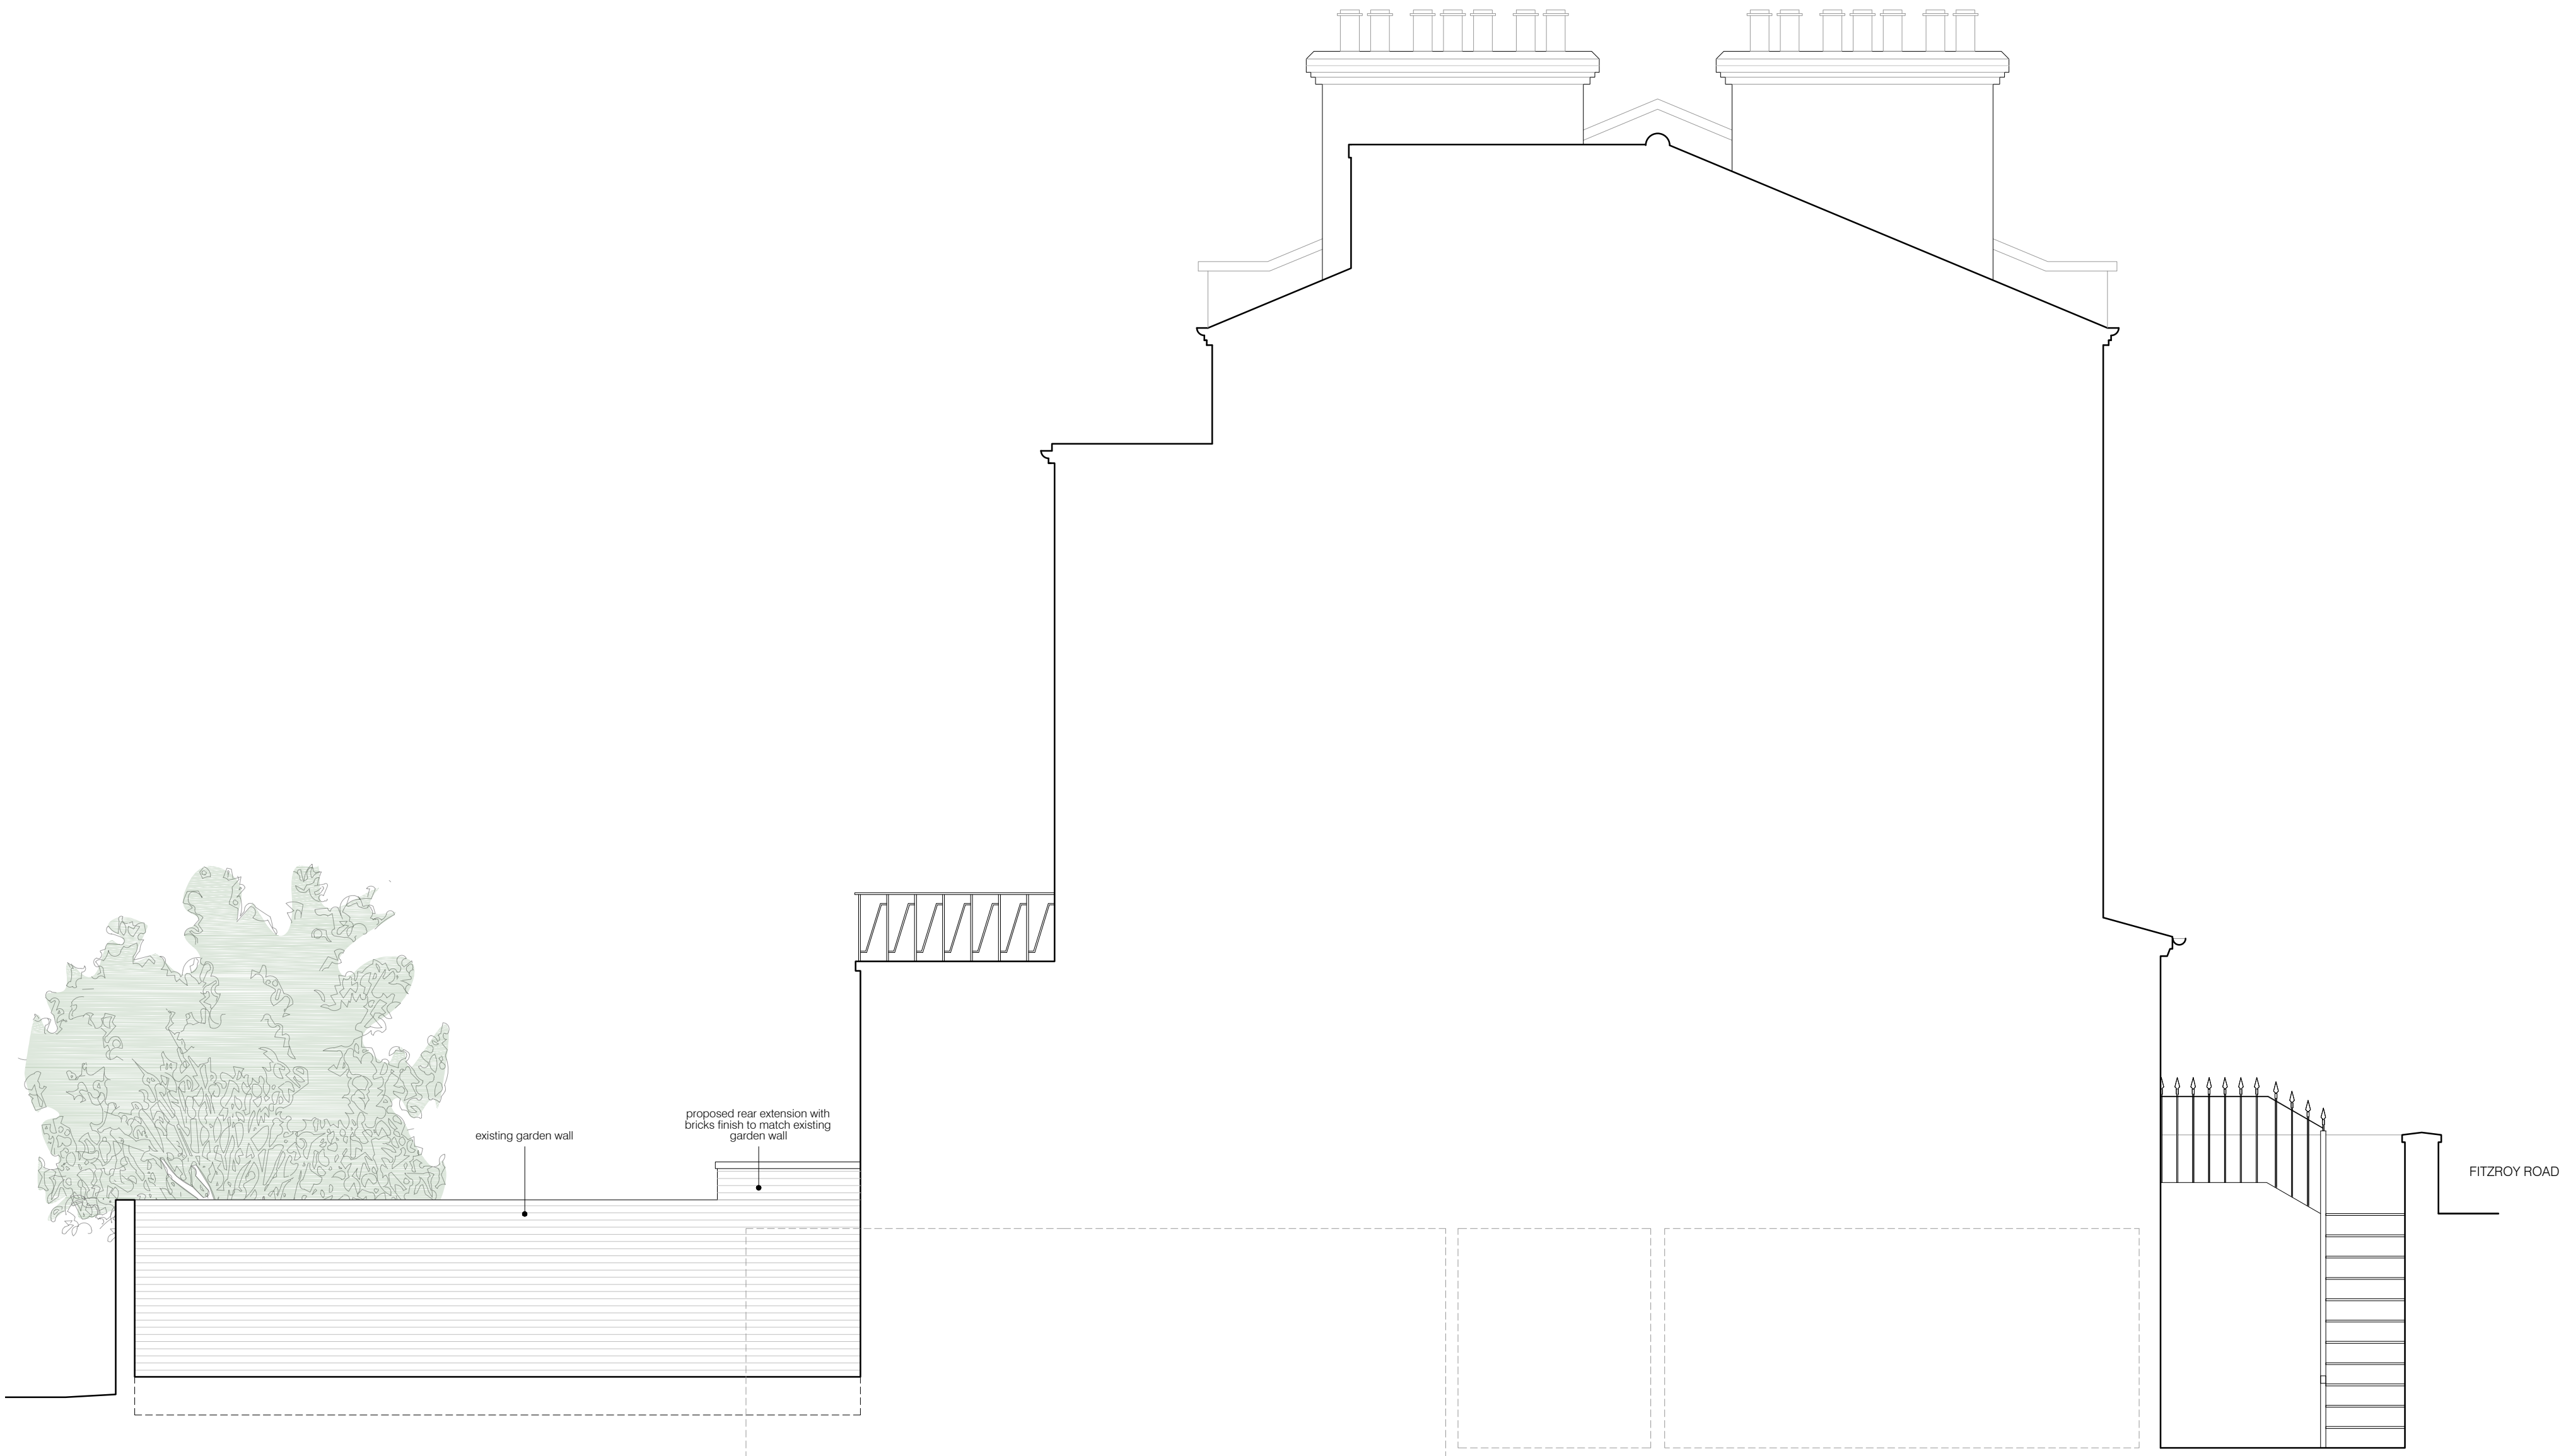 proposed rear extension with
bricks finish to match existing
garden wall
existing garden wall
FITZROY ROAD